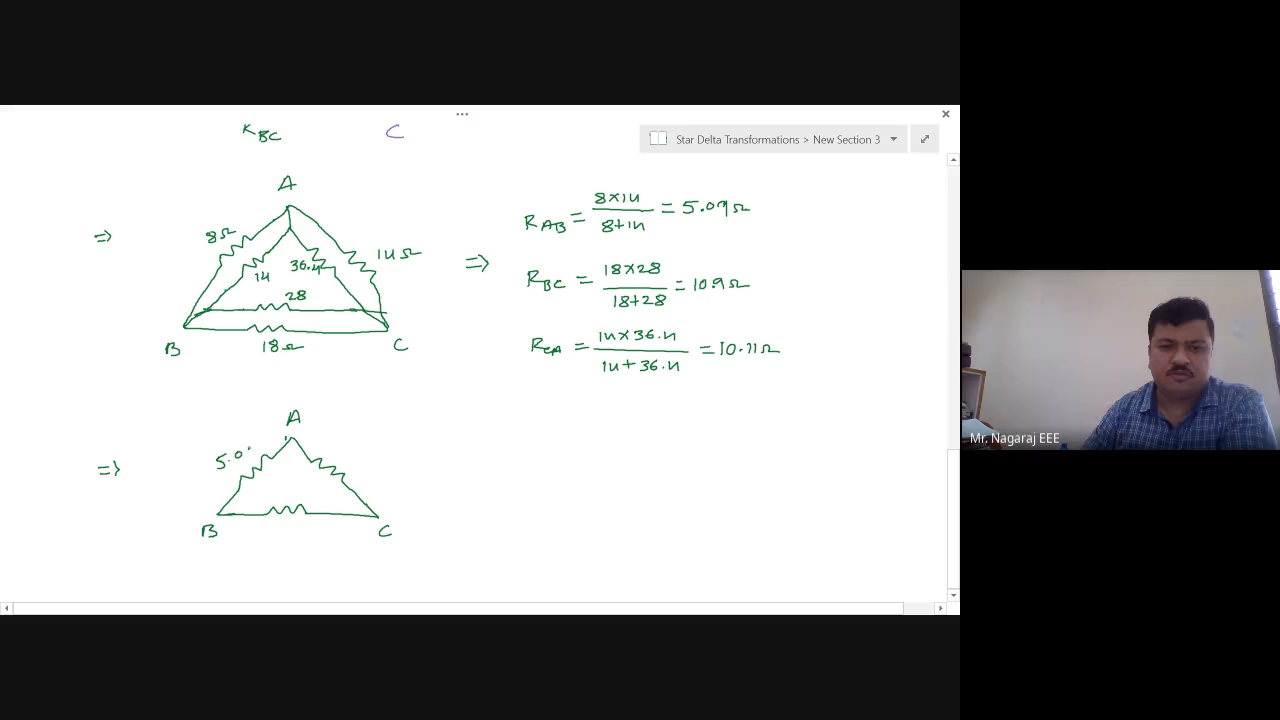 R_BC C
Star Delta Transformations > New Section 3
A
8Ω
14Ω
14 36.4
28
18Ω
B C
=>
=>
R_AB = 8×14 / 8+14 = 5.09Ω
R_BC = 18×28 / 18+28 = 10.9Ω
R_CA = 14×36.4 / 14+36.4 = 10.11Ω
=>
A
5.0
B C
Mr. Nagaraj EEE